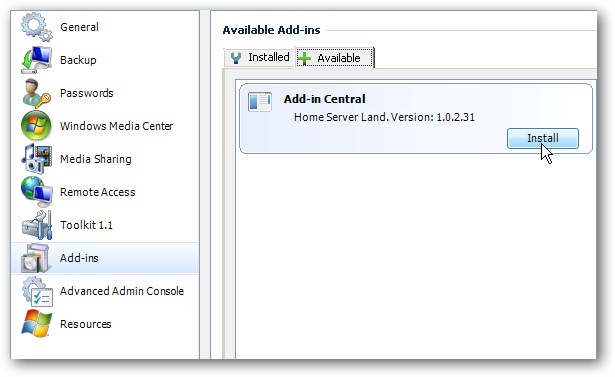 General
Backup
Passwords
Windows Media Center
Media Sharing
Remote Access
Toolkit 1.1
Add-ins
Advanced Admin Console
Resources
Available Add-ins
Installed
Available
Add-in Central
Home Server Land. Version: 1.0.2.31
Install